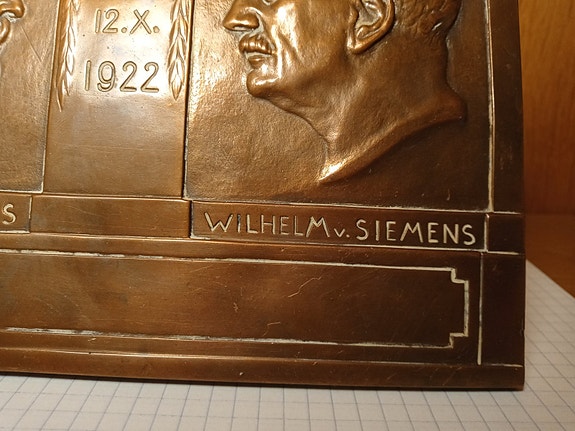 12.X.
1922
S
WILHELM v. SIEMENS